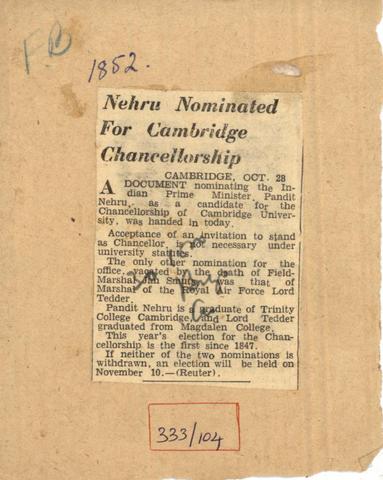 FB
1852.
Nehru Nominated
For Cambridge
Chancellorship
CAMBRIDGE, OCT. 28
A DOCUMENT nominating the In-
dian Prime Minister, Pandit
Nehru, as a candidate for the
Chancellorship of Cambridge Univer-
sity, was handed in today.
Acceptance of an invitation to stand
as Chancellor is not necessary under
university statutes.
The only other nomination for the
office, vacated by the death of Field-
Marshal Jan Smuts, was that of
Marshal of the Royal Air Force Lord
Tedder.
Pandit Nehru is a graduate of Trinity
College Cambridge, and Lord Tedder
graduated from Magdalen College.
This year's election for the Chan-
cellorship is the first since 1847.
If neither of the two nominations is
withdrawn, an election will be held on
November 10.—(Reuter).
333/104